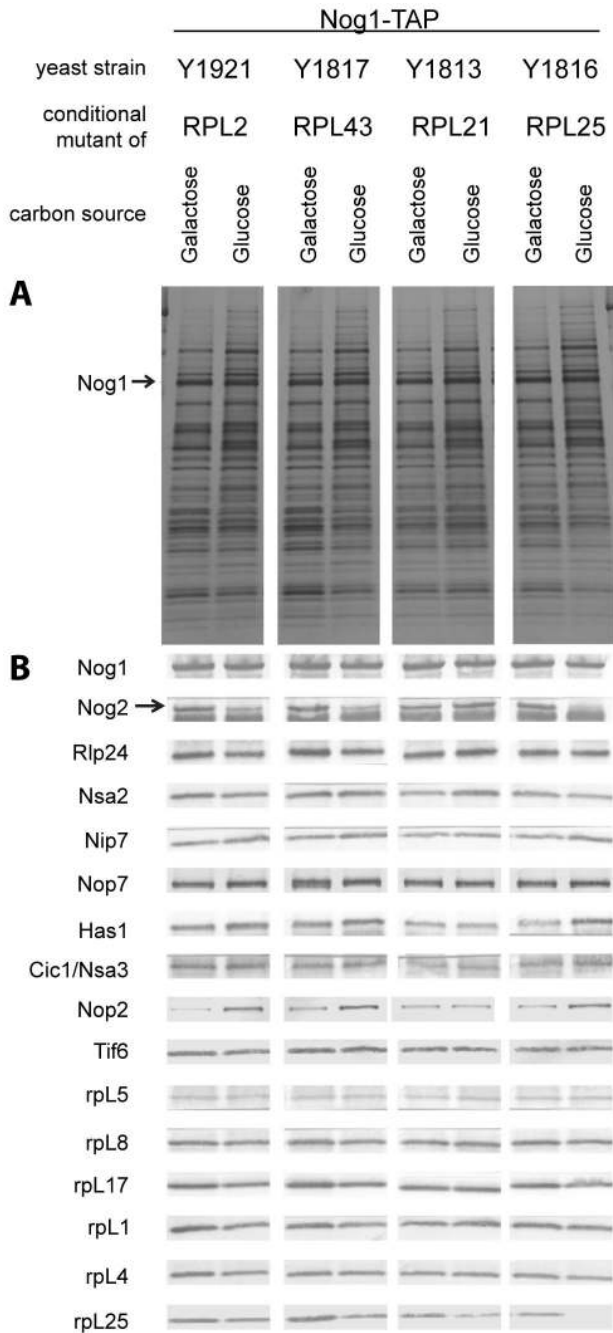 Nog1-TAP
yeast strain Y1921 Y1817 Y1813 Y1816
conditional
mutant of RPL2 RPL43 RPL21 RPL25
carbon source Galactose Glucose Galactose Glucose Galactose Glucose Galactose Glucose
A
Nog1
B
Nog1
Nog2
Rlp24
Nsa2
Nip7
Nop7
Has1
Cic1/Nsa3
Nop2
Tif6
rpL5
rpL8
rpL17
rpL1
rpL4
rpL25